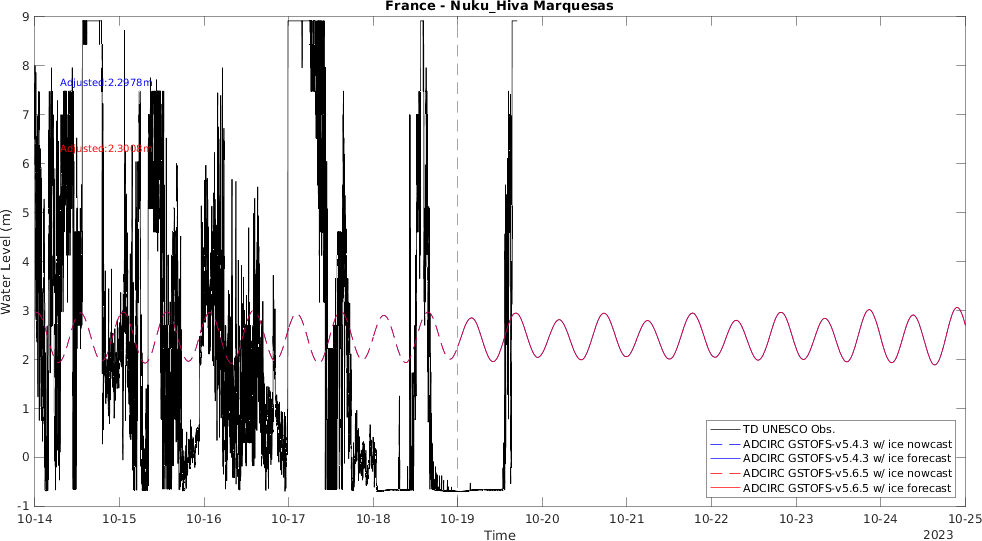 France - Nuku_Hiva Marquesas
9
8
7
6
5
4
3
2
1
0
-1
Water Level (m)
Adjusted:2.2978m
Adjusted:2.3008m
TD UNESCO Obs.
ADCIRC GSTOFS-v5.4.3 w/ ice nowcast
ADCIRC GSTOFS-v5.4.3 w/ ice forecast
ADCIRC GSTOFS-v5.6.5 w/ ice nowcast
ADCIRC GSTOFS-v5.6.5 w/ ice forecast
10-14 10-15 10-16 10-17 10-18 10-19 10-20 10-21 10-22 10-23 10-24 10-25
Time
2023